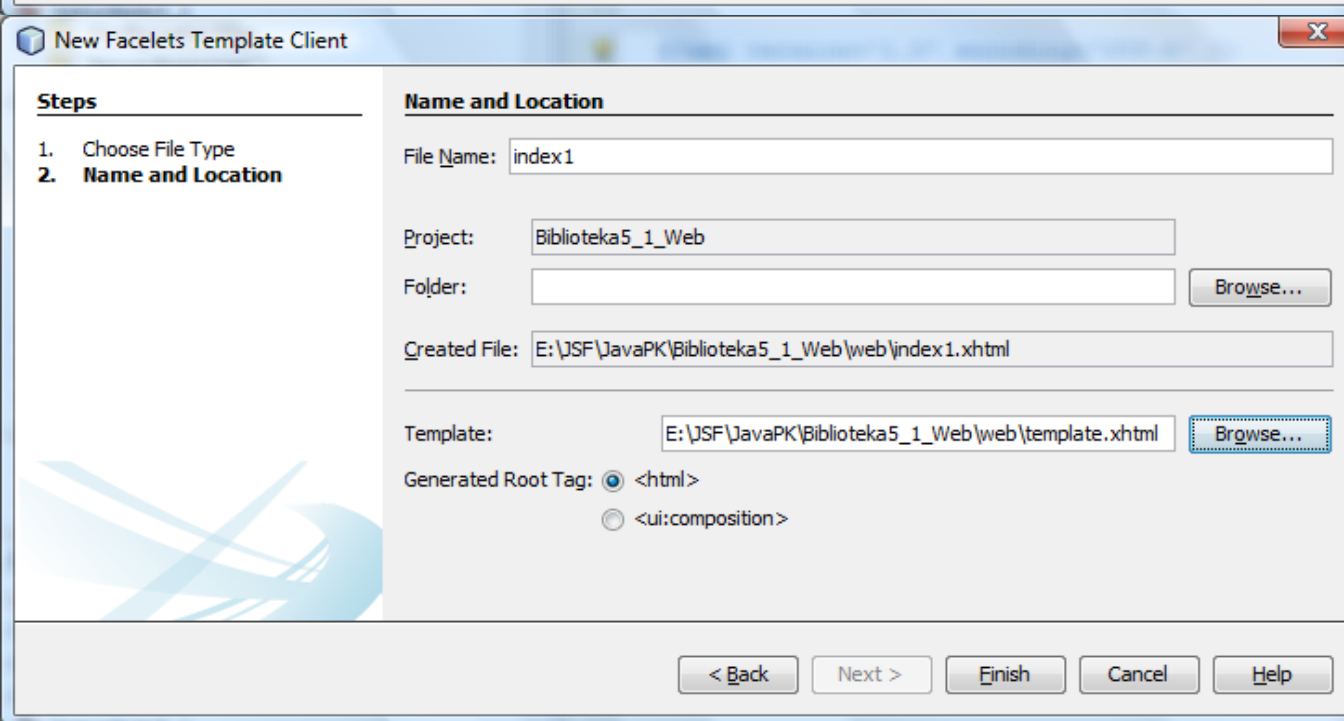 New Facelets Template Client
Steps
1. Choose File Type
2. Name and Location
Name and Location
File Name: index1
Project: Biblioteka5_1_Web
Folder: Browse...
Created File: E:\JSF\JavaPK\Biblioteka5_1_Web\web\index1.xhtml
Template: E:\JSF\JavaPK\Biblioteka5_1_Web\web\template.xhtml Browse...
Generated Root Tag: <html>
<ui:composition>
< Back Next > Finish Cancel Help